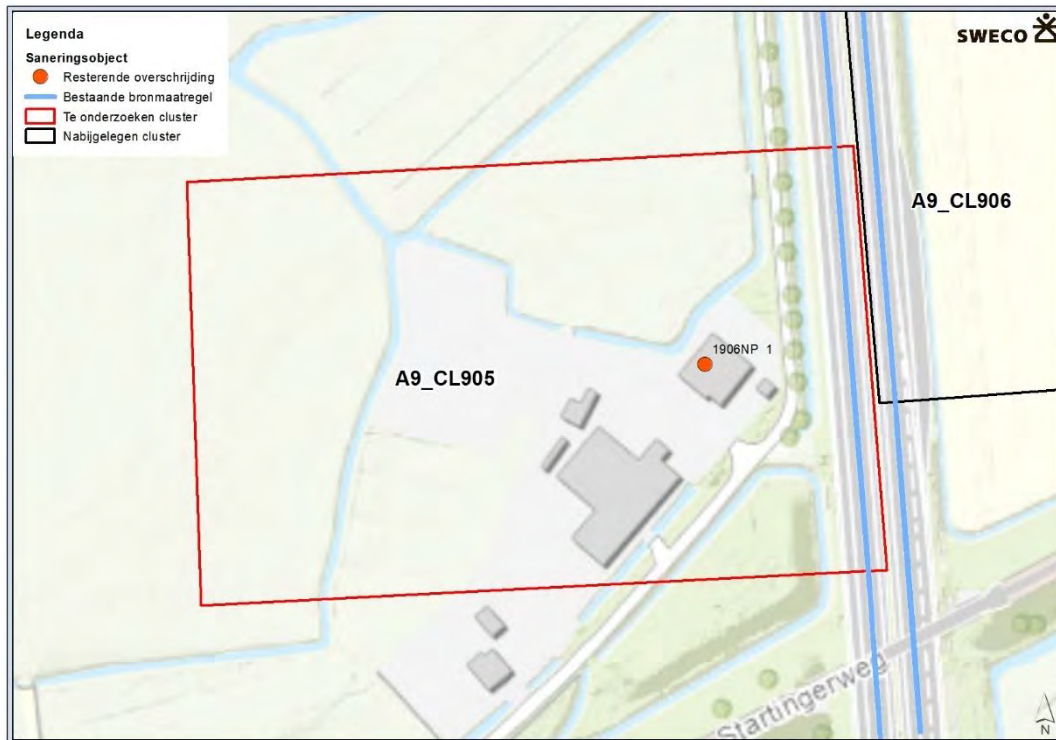 Legenda
Saneringsobject
Resterende overschrijding
Bestaande bronmaatregel
Te onderzoeken cluster
Nabijgelegen cluster
SWECO
A9_CL906
1906NP 1
A9_CL905
Startingerweg
N